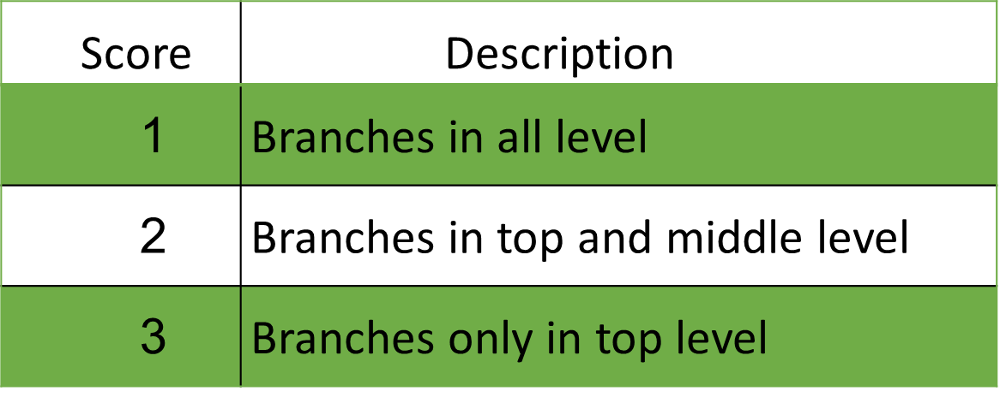 Score Description
1 Branches in all level
2 Branches in top and middle level
3 Branches only in top level